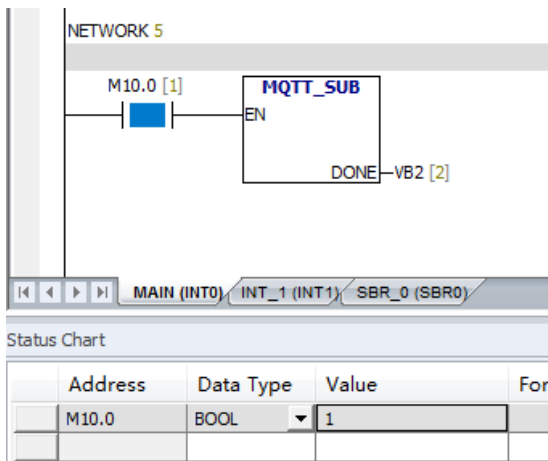 NETWORK 5
M10.0 [1]
MQTT_SUB
EN
DONE VB2 [2]
MAIN (INT0) INT_1 (INT1) SBR_0 (SBR0)
Status Chart
Address Data Type Value For
M10.0 BOOL 1